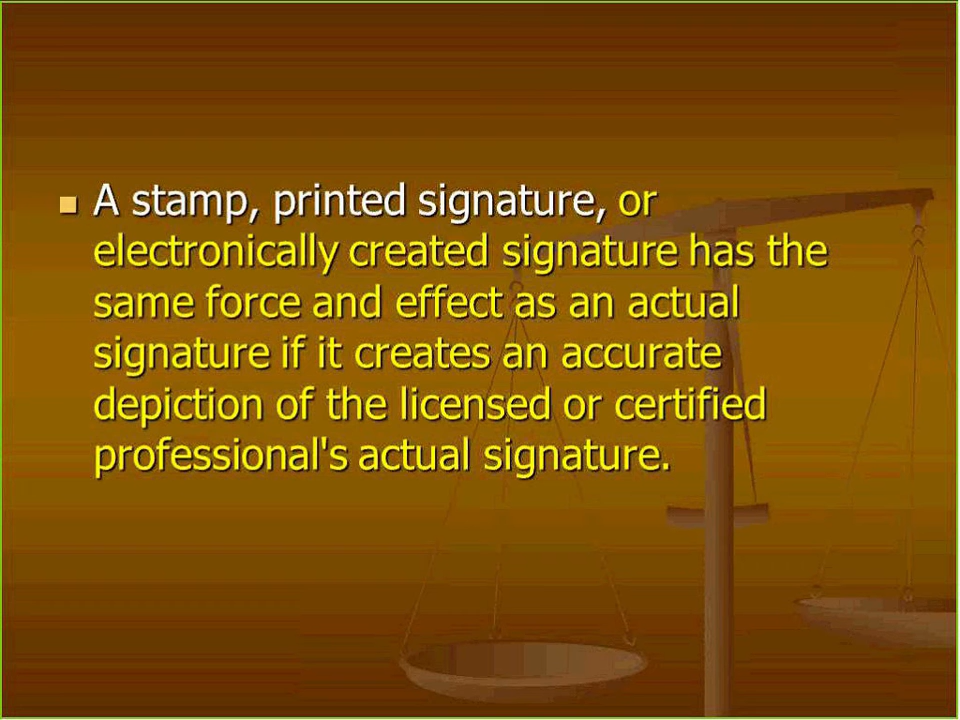 A stamp, printed signature, or
electronically created signature has the
same force and effect as an actual
signature if it creates an accurate
depiction of the licensed or certified
professional's actual signature.